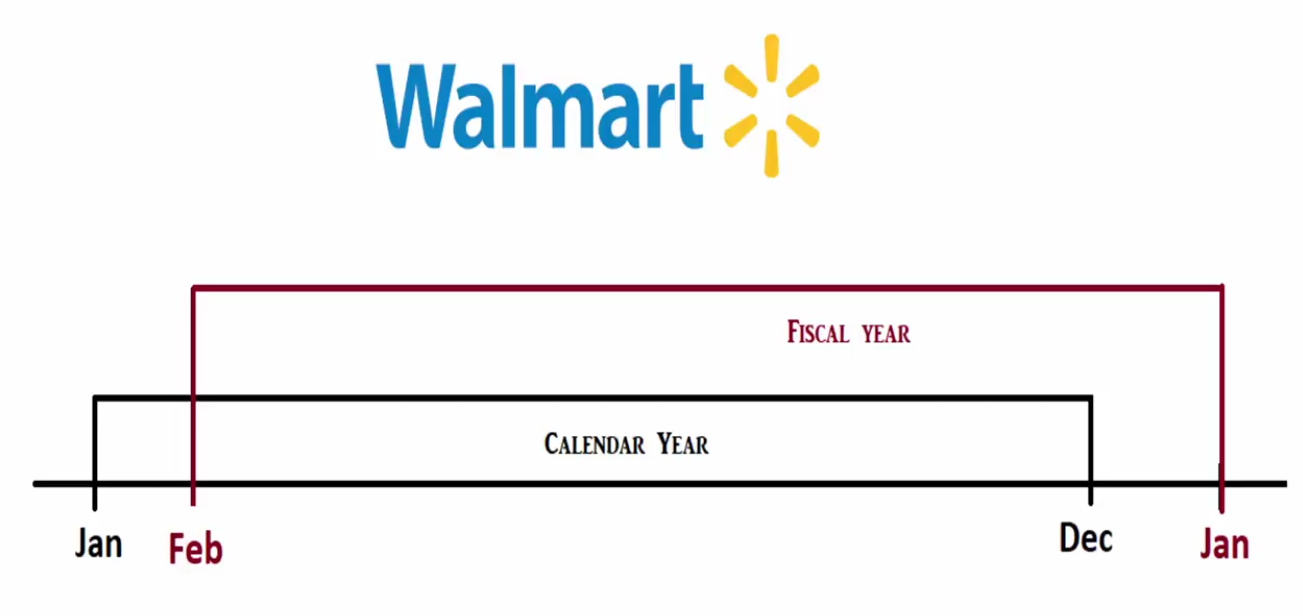 Walmart
FISCAL YEAR
CALENDAR YEAR
Jan
Feb
Dec
Jan